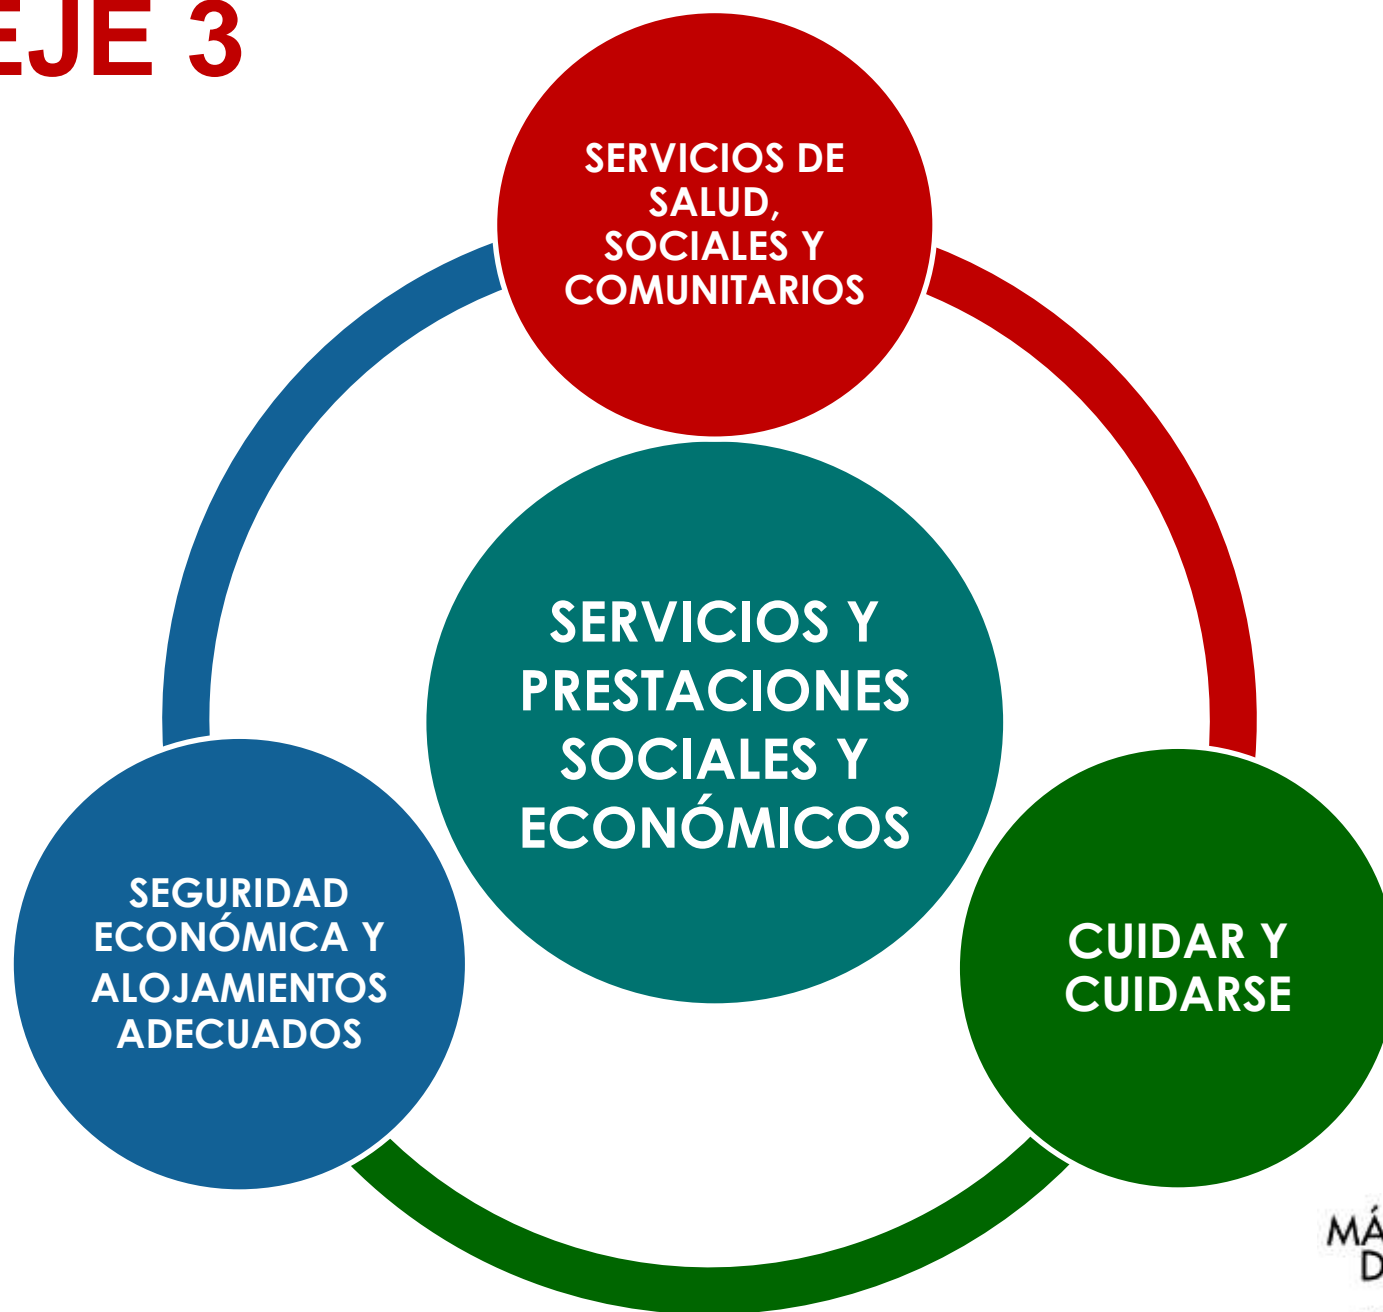 EJE 3
SERVICIOS DE
SALUD,
SOCIALES Y
COMUNITARIOS
SERVICIOS Y
PRESTACIONES
SOCIALES Y
ECONÓMICOS
SEGURIDAD
ECONÓMICA Y
ALOJAMIENTOS
ADECUADOS
CUIDAR Y
CUIDARSE